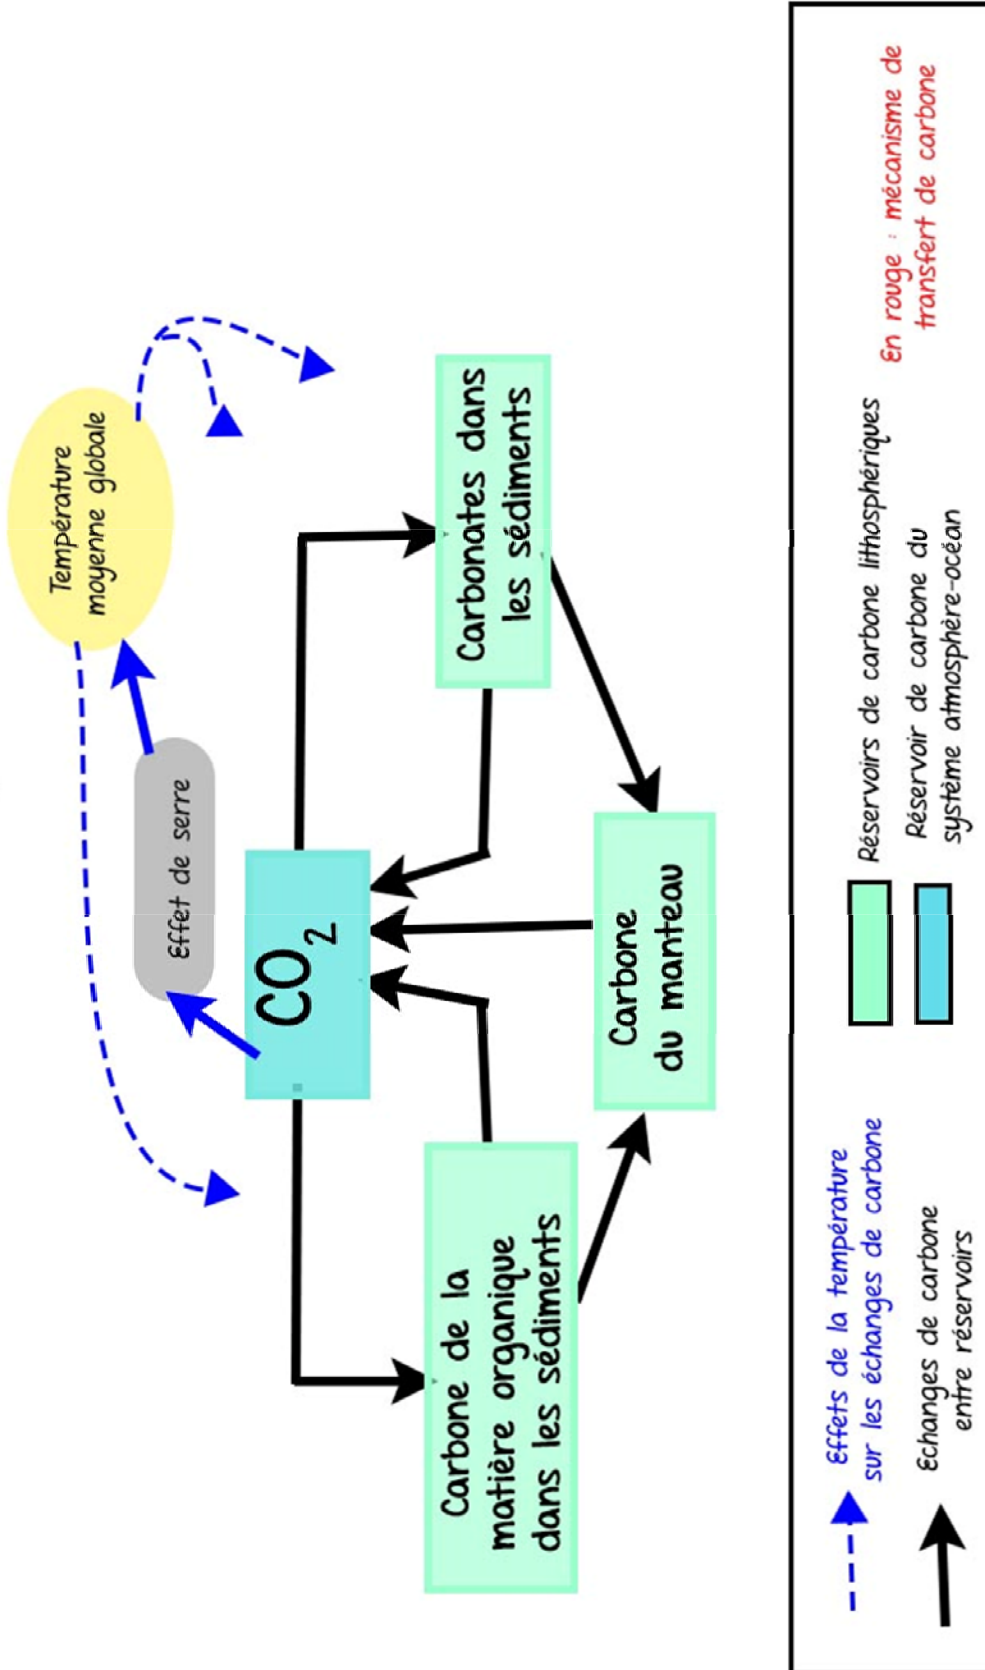 Température
moyenne globale
Effet de serre
CO2
Carbone de la
matière organique
dans les sédiments
Carbonates dans
les sédiments
Carbone
du manteau
Effets de la température
sur les échanges de carbone
Echanges de carbone
entre réservoirs
Réservoirs de carbone lithosphériques
Réservoir de carbone du
système atmosphère-océan
En rouge : mécanisme de
transfert de carbone